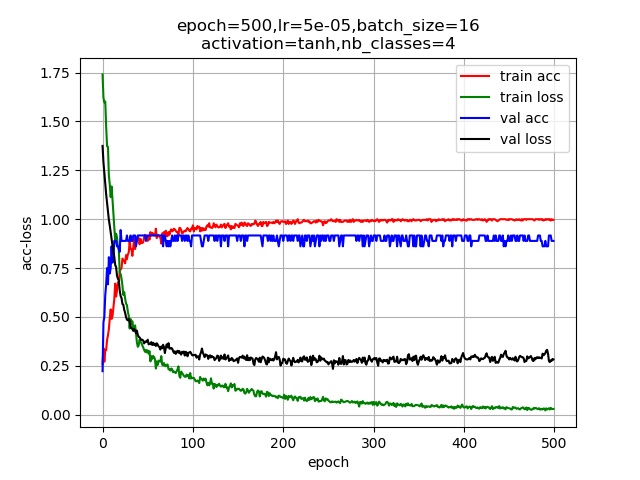 epoch=500,lr=5e-05,batch_size=16
activation=tanh,nb_classes=4
train acc
train loss
val acc
val loss
1.75
1.50
1.25
1.00
0.75
0.50
0.25
0.00
acc-loss
0 100 200 300 400 500
epoch